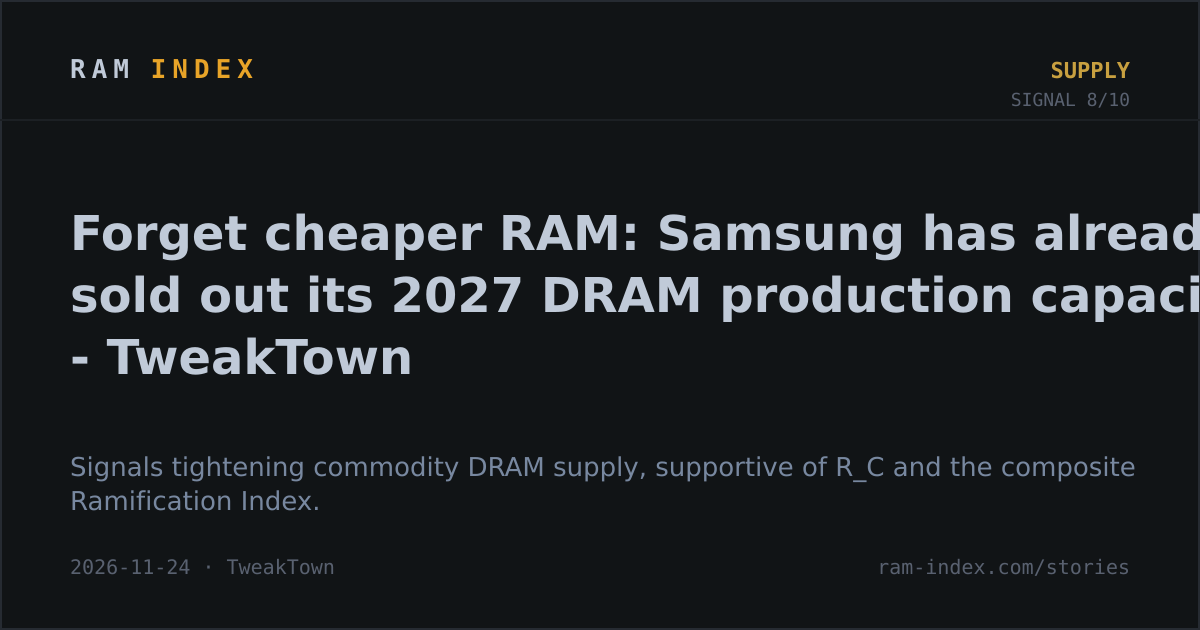 RAM INDEX
SUPPLY
SIGNAL 8/10
Forget cheaper RAM: Samsung has alread
sold out its 2027 DRAM production capaci
- TweakTown
Signals tightening commodity DRAM supply, supportive of R_C and the composite
Ramification Index.
2026-11-24 · TweakTown
ram-index.com/stories